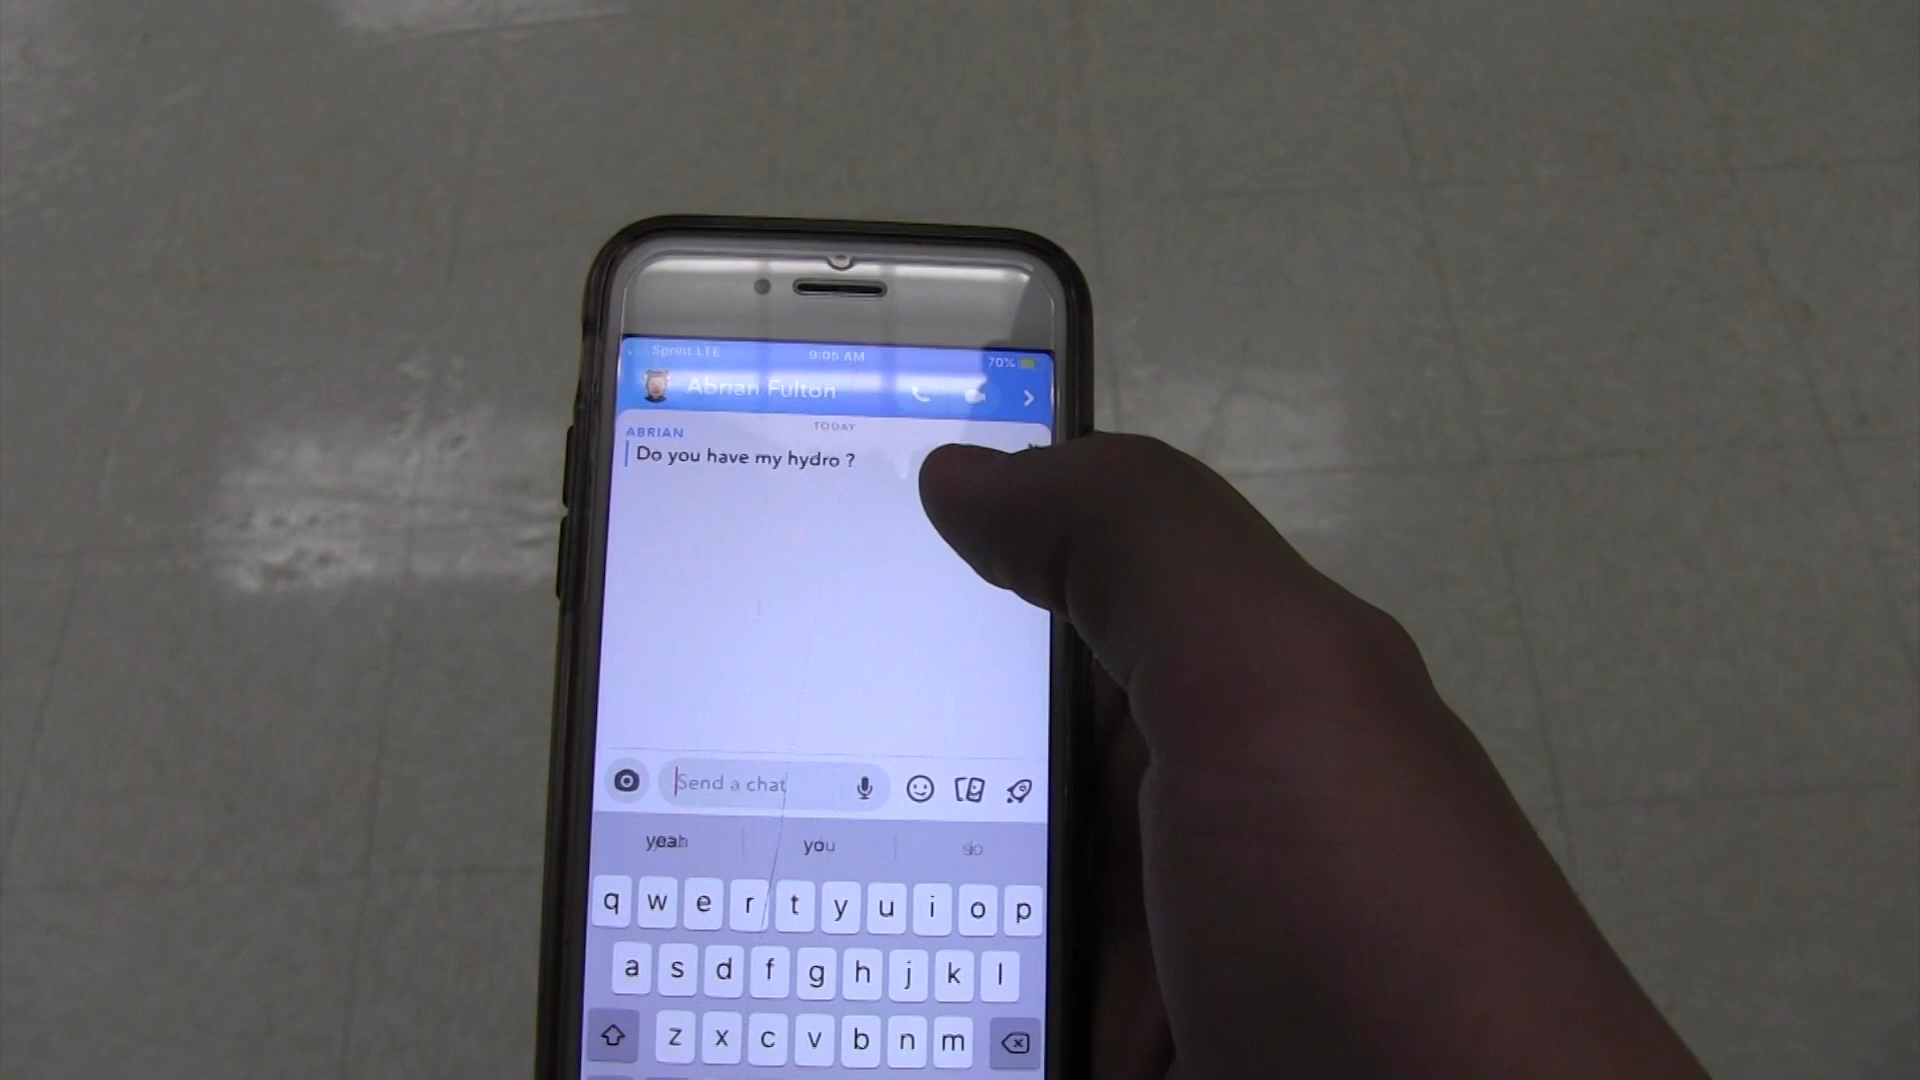 Sprint LTE 9:05 AM 70%
Abrian Fulton
TODAY
ABRIAN
Do you have my hydro ?
Send a chat
yeah you
q w e r t y u i o p
a s d f g h j k l
z x c v b n m